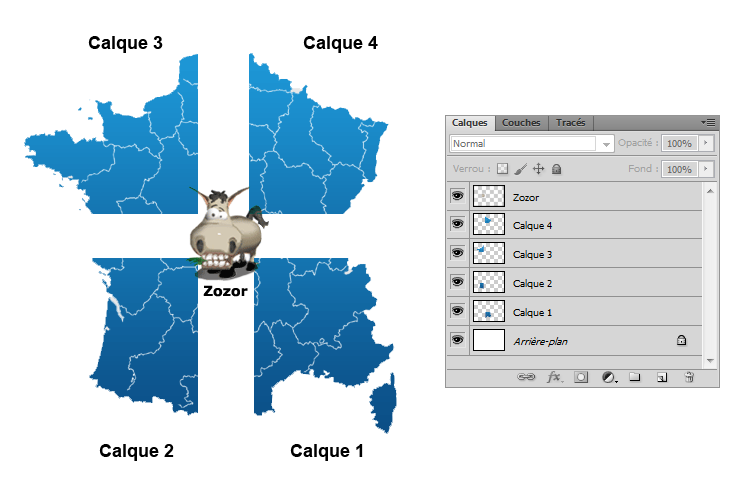 Calque 3
Calque 4
Zozor
Calque 2
Calque 1
Calques Couches Tracés
Normal Opacité : 100%
Verrou : Fond : 100%
Zozor
Calque 4
Calque 3
Calque 2
Calque 1
Arrière-plan
fx.